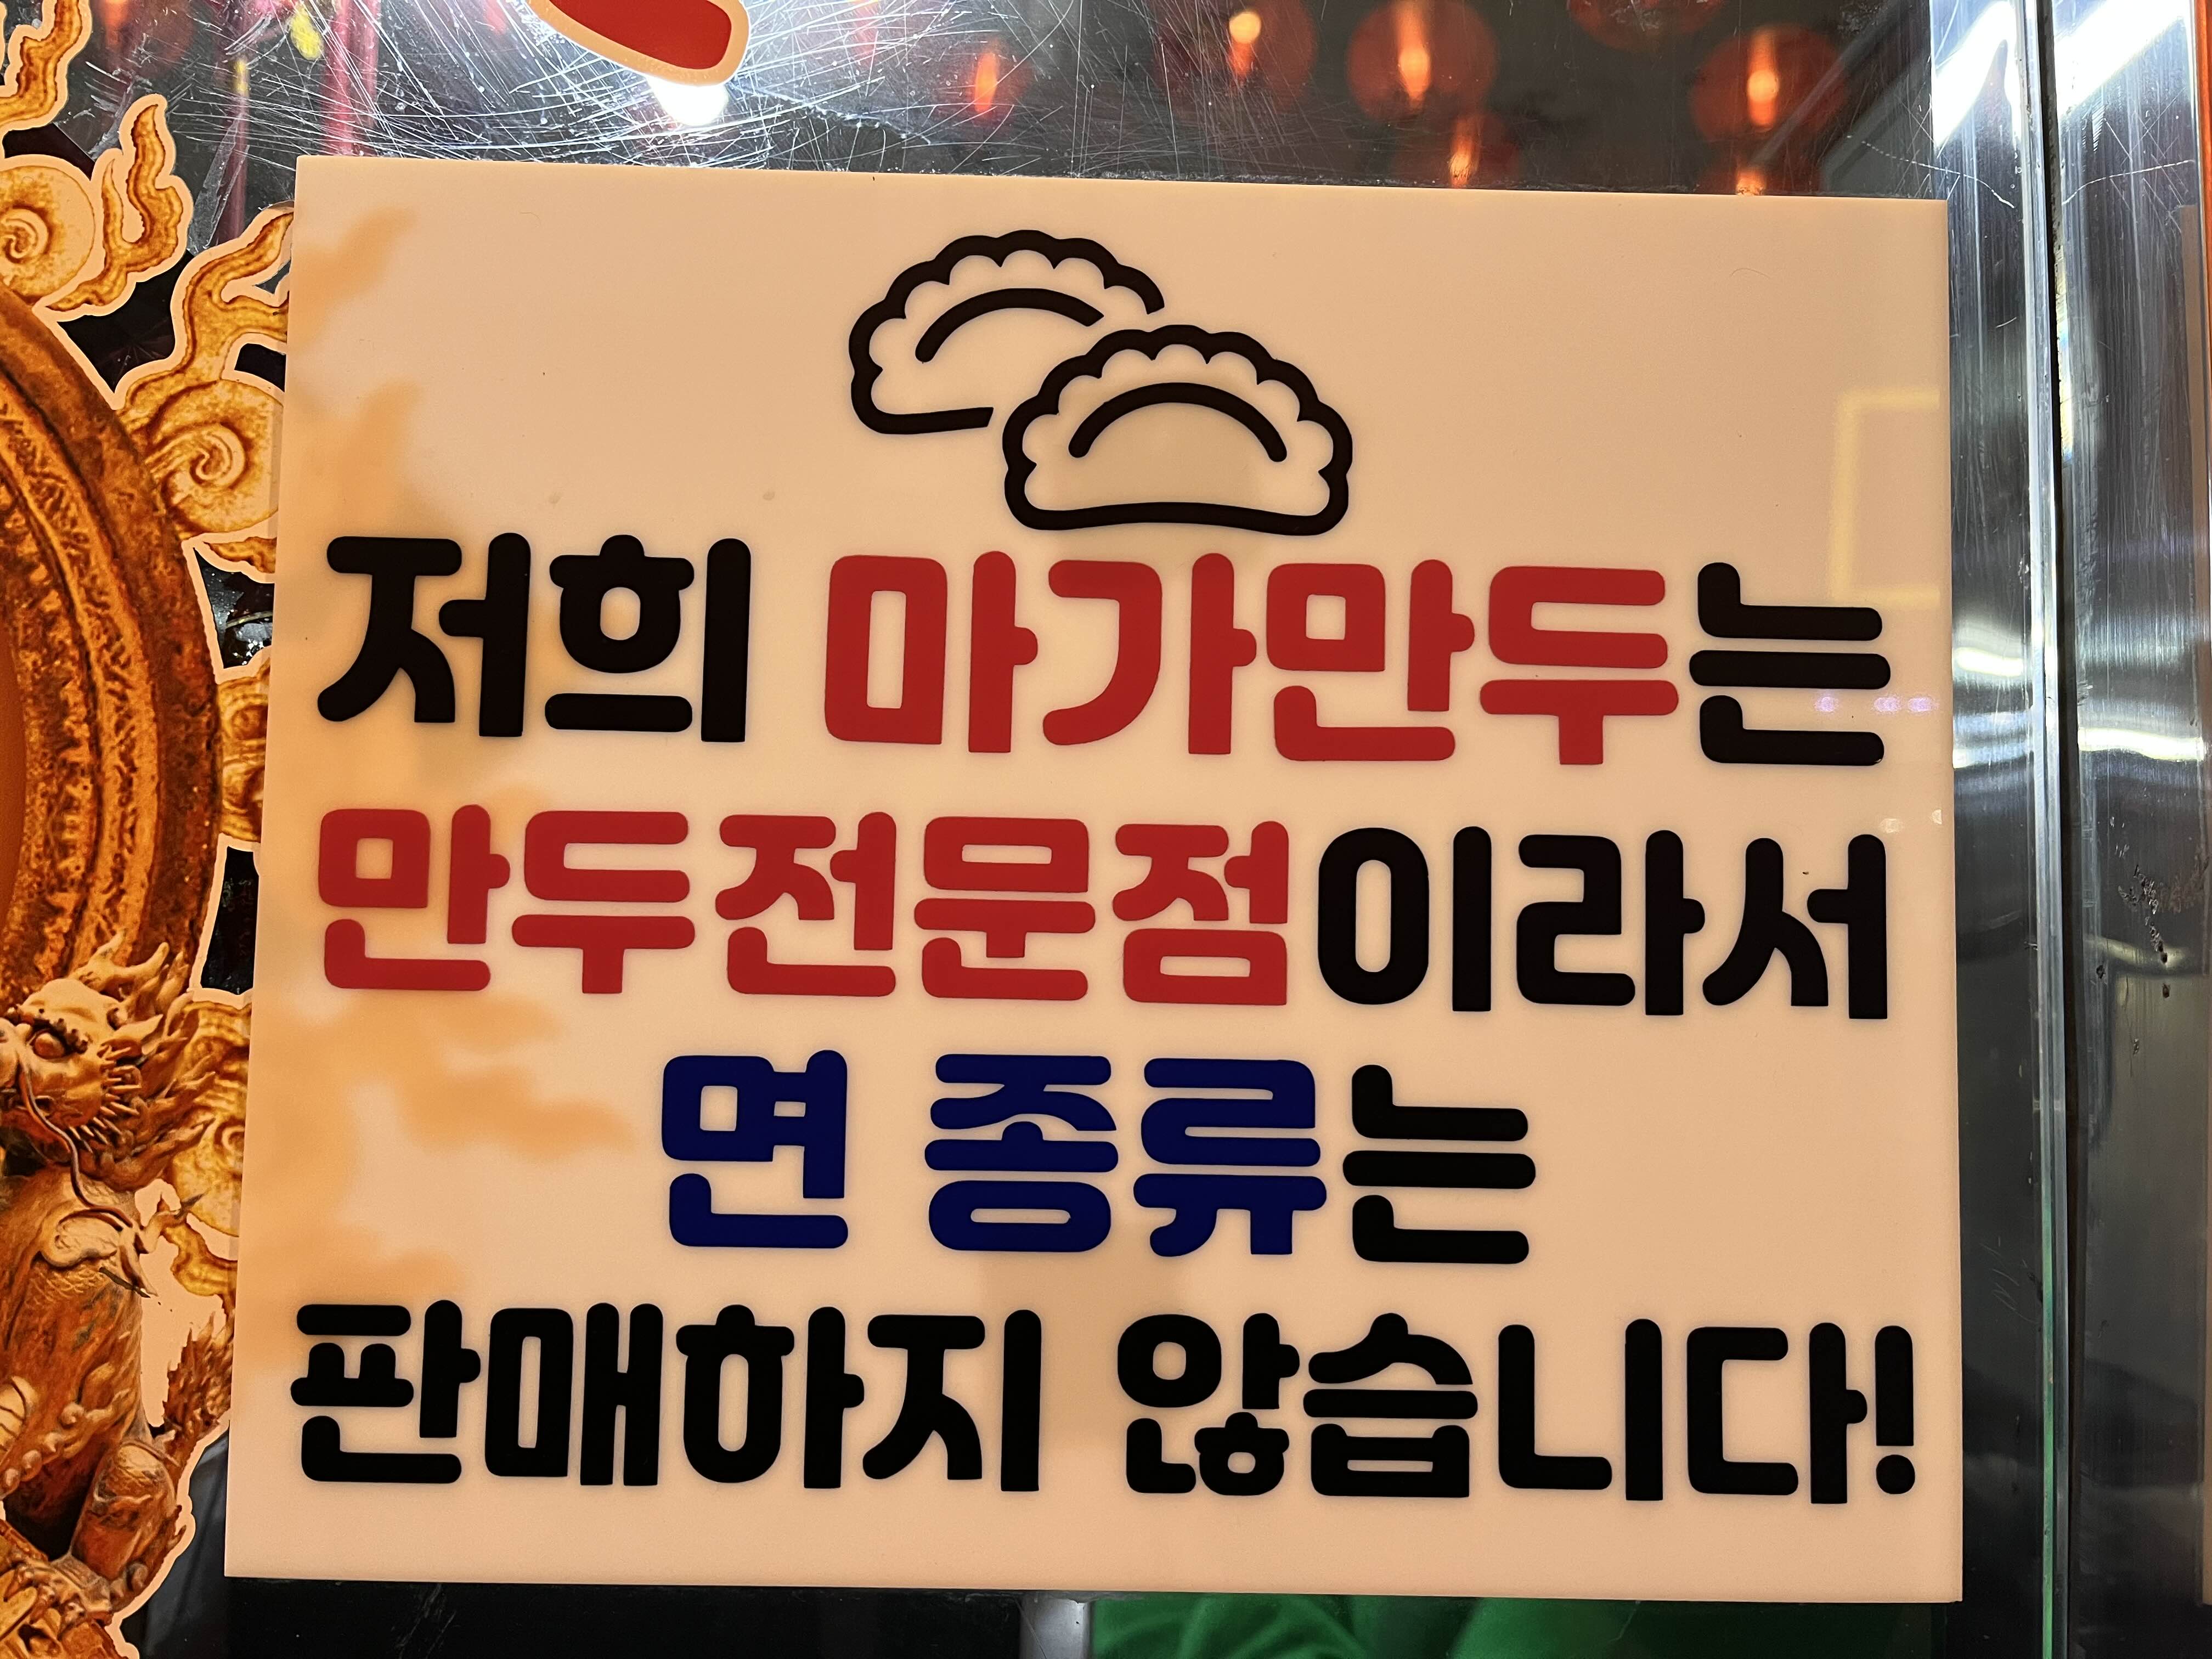 저희 마가만두는
만두전문점이라서
면 종류는
판매하지 않습니다!